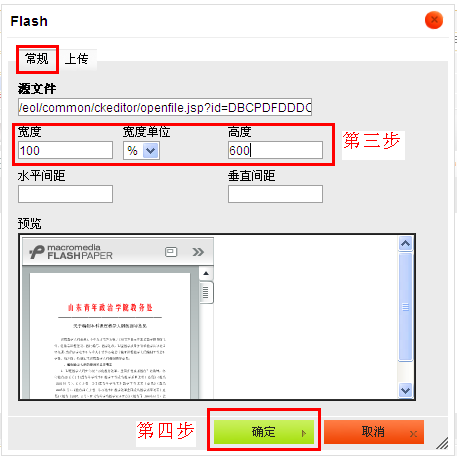 Flash
常规 上传
源文件
/eol/common/ckeditor/openfile.jsp?id=DBCPDFDDDC
宽度 宽度单位 高度
100 % 600
第三步
水平间距 垂直间距
预览
macromedia
FLASHPAPER
山东青年政治学院教务处
第四步 确定 取消